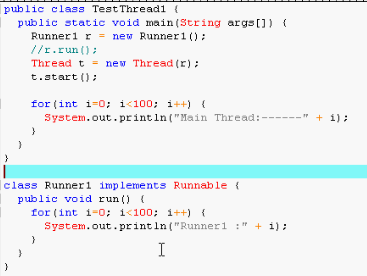 public class TestThread1 {
  public static void main(String args[]) {
    Runner1 r = new Runner1();
    //r.run();
    Thread t = new Thread(r);
    t.start();

    for(int i=0; i<100; i++) {
      System.out.println("Main Thread:------" + i);
    }
  }
}

class Runner1 implements Runnable {
  public void run() {
    for(int i=0; i<100; i++) {
      System.out.println("Runner1 :" + i);
    }
  }
}